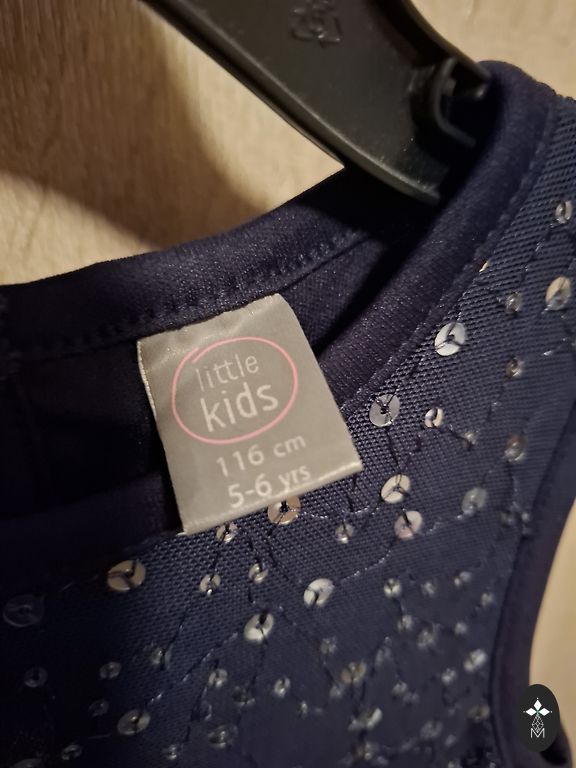 little
kids
116 cm
5-6 yrs